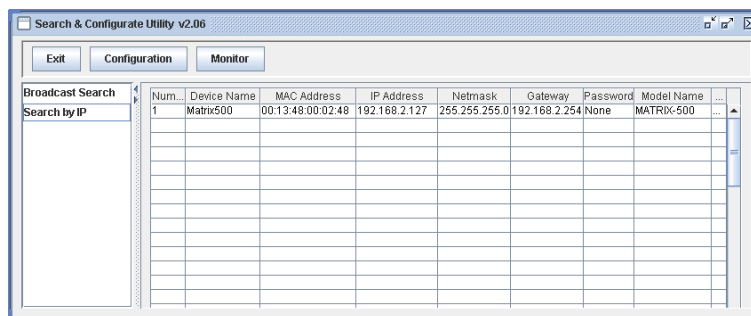 Search & Configurate Utility v2.06
Exit Configuration Monitor
Broadcast Search
Search by IP
Num... Device Name MAC Address IP Address Netmask Gateway Password Model Name ...
1 Matrix500 00:13:48:00:02:48 192.168.2.127 255.255.255.0 192.168.2.254 None MATRIX-500 ...